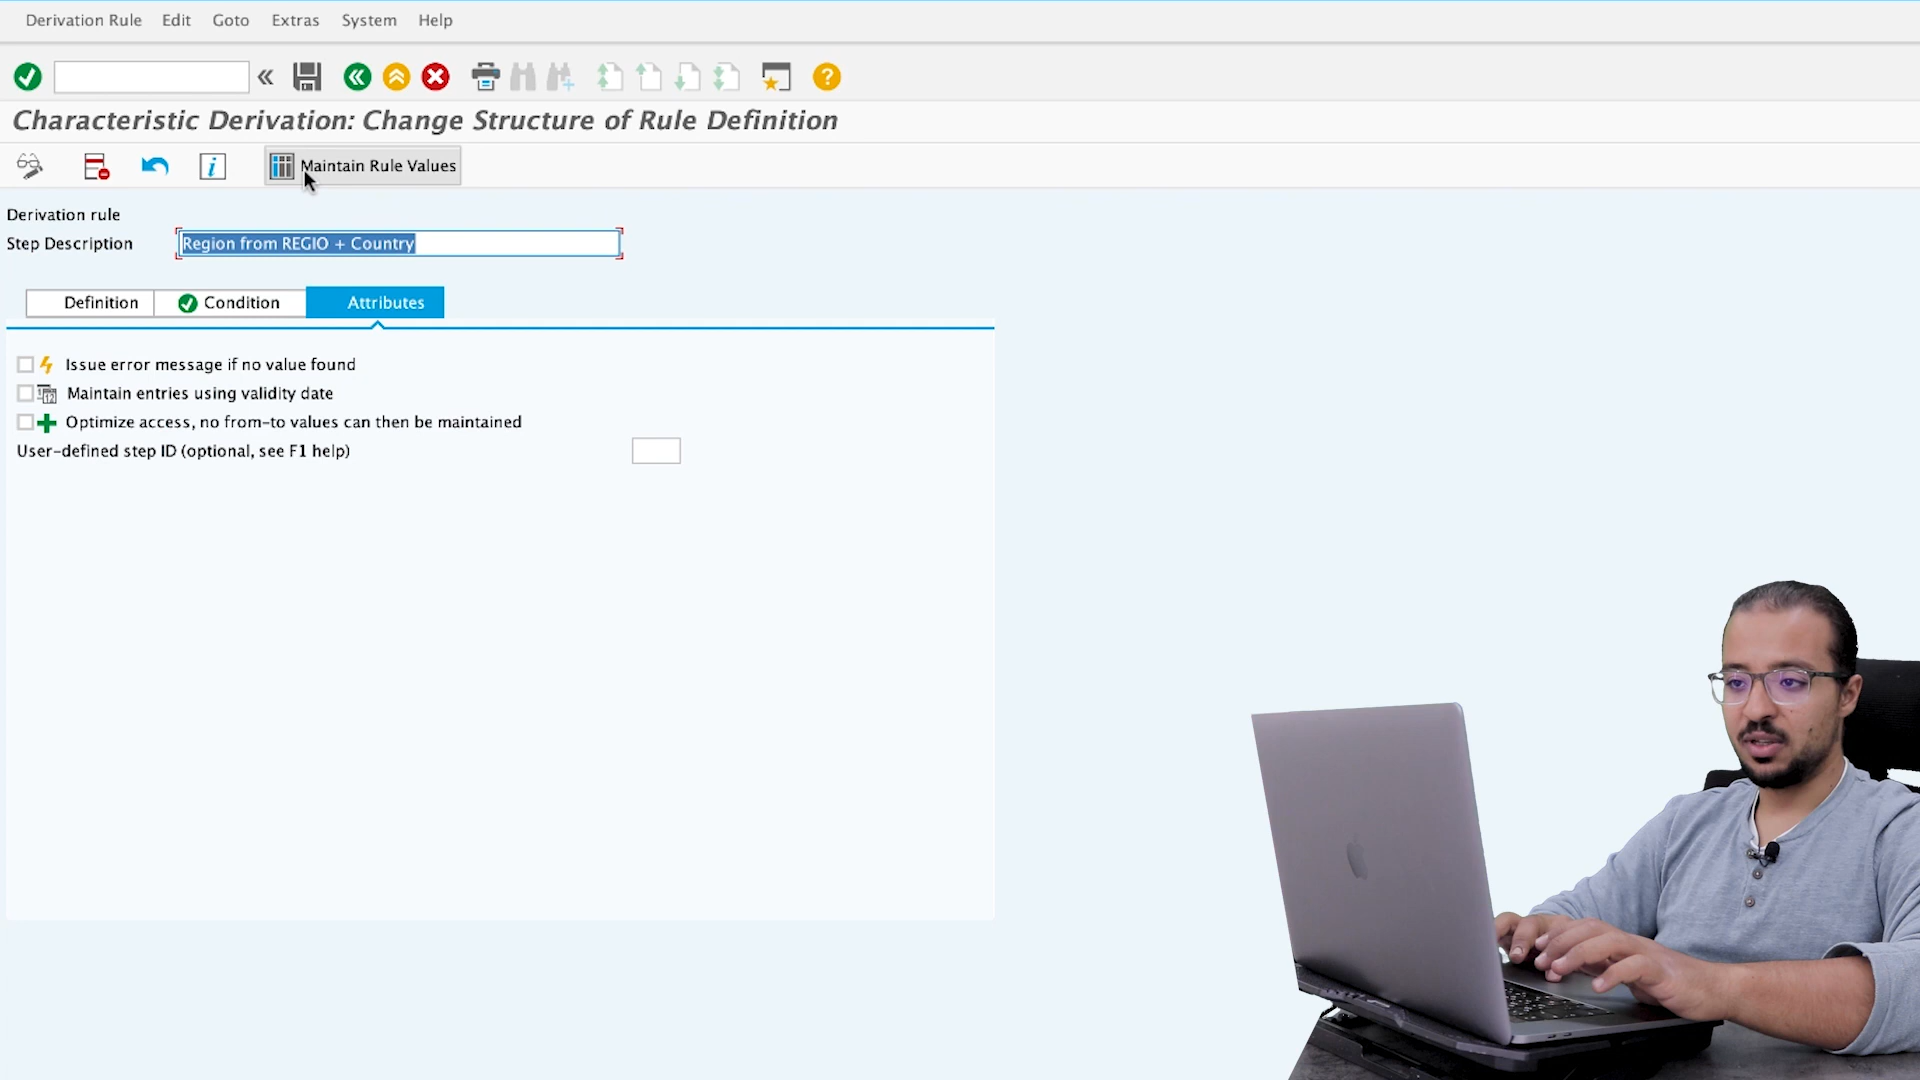 Derivation Rule Edit Goto Extras System Help
Characteristic Derivation: Change Structure of Rule Definition
Maintain Rule Values
Derivation rule
Step Description Region from REGIO + Country
Definition Condition Attributes
Issue error message if no value found
Maintain entries using validity date
Optimize access, no from-to values can then be maintained
User-defined step ID (optional, see F1 help)